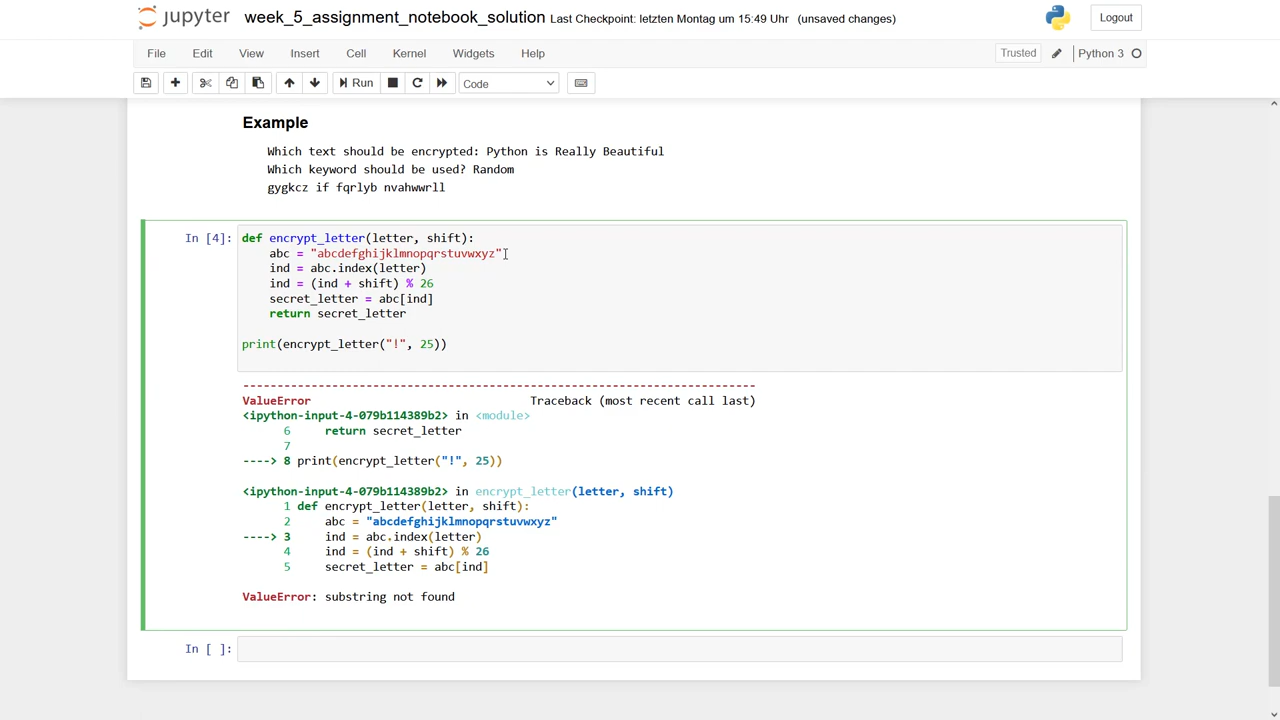 jupyter week_5_assignment_notebook_solution Last Checkpoint: letzten Montag um 15:49 Uhr (unsaved changes) Logout
File Edit View Insert Cell Kernel Widgets Help Trusted Python 3
Run Code
Example
Which text should be encrypted: Python is Really Beautiful
Which keyword should be used? Random
gygkcz if fqrlyb nvahwwrll
In [4]: def encrypt_letter(letter, shift):
abc = "abcdefghijklmnopqrstuvwxyz"
ind = abc.index(letter)
ind = (ind + shift) % 26
secret_letter = abc[ind]
return secret_letter
print(encrypt_letter("!", 25))
---------------------------------------------------------------------------
ValueError Traceback (most recent call last)
<ipython-input-4-079b114389b2> in <module>
6 return secret_letter
7
----> 8 print(encrypt_letter("!", 25))
<ipython-input-4-079b114389b2> in encrypt_letter(letter, shift)
1 def encrypt_letter(letter, shift):
2 abc = "abcdefghijklmnopqrstuvwxyz"
----> 3 ind = abc.index(letter)
4 ind = (ind + shift) % 26
5 secret_letter = abc[ind]
ValueError: substring not found
In [ ]: